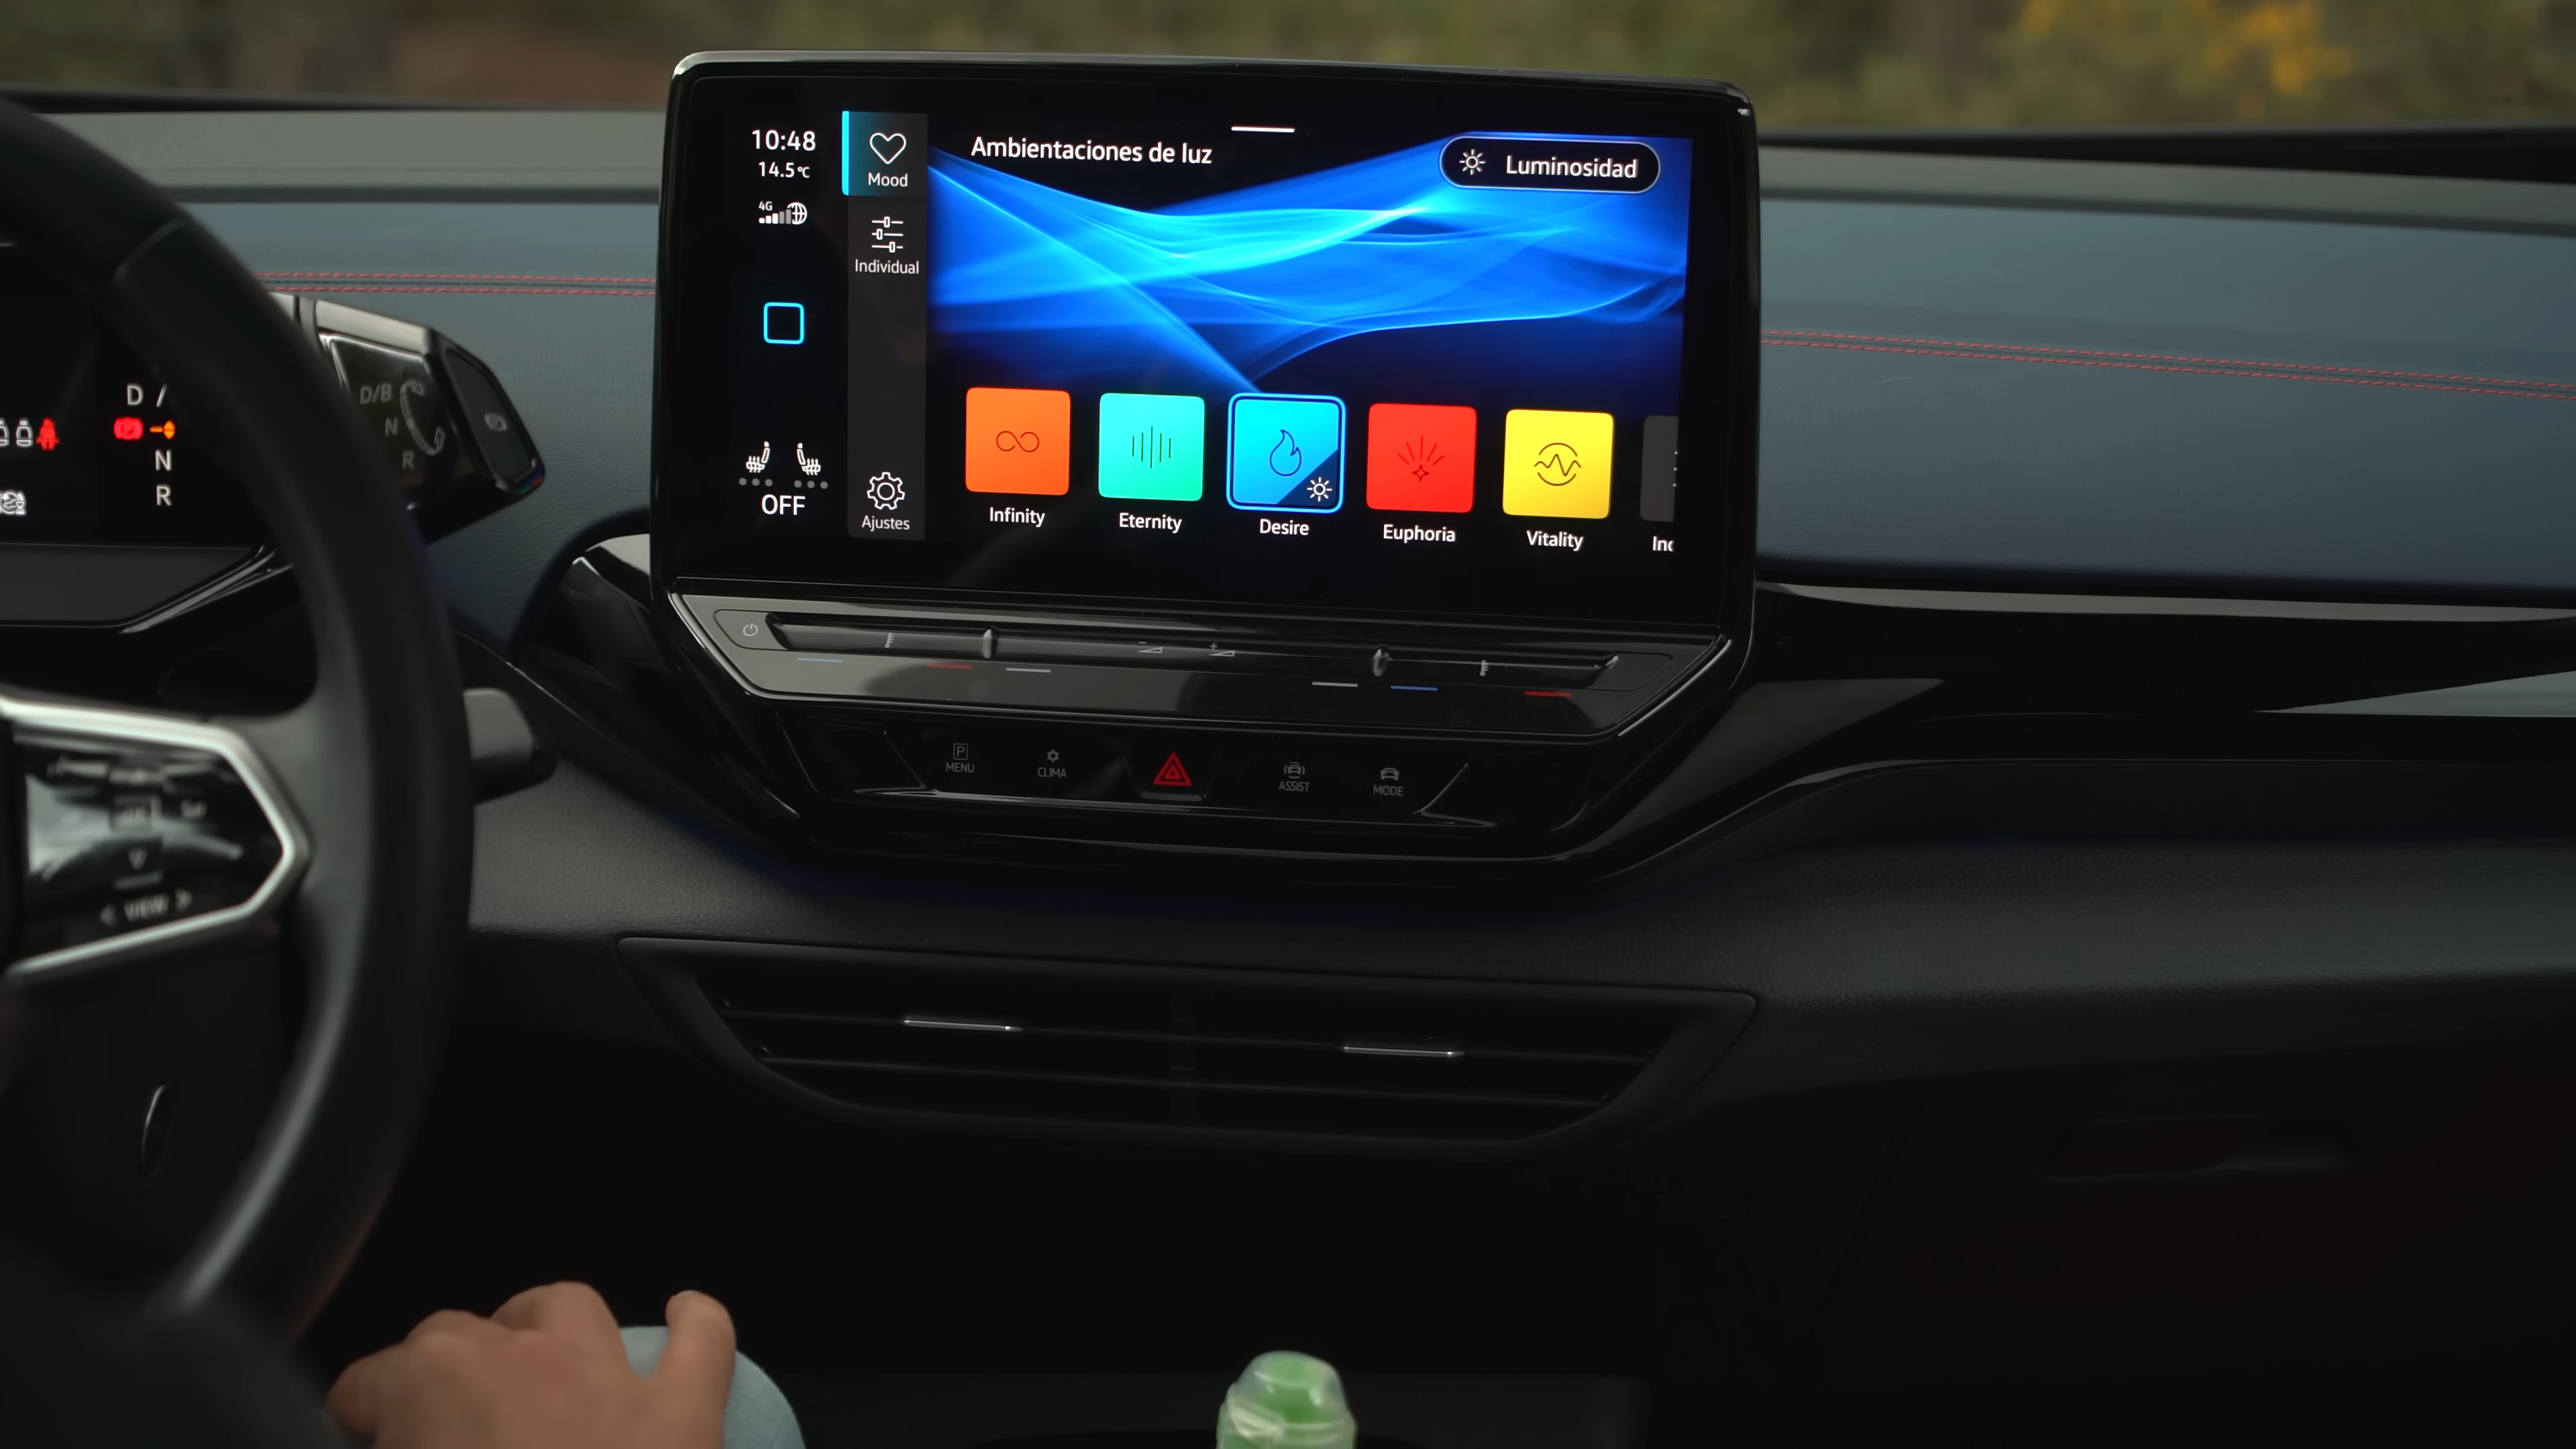 10:48
14.5°C
4G
OFF
Mood
Individual
Ajustes
Ambientaciones de luz
Luminosidad
Infinity
Eternity
Desire
Euphoria
Vitality
D /
N
R
D/B
N
R
P
MENU
CLIMA
ASSIST
MODE
< VIEW >